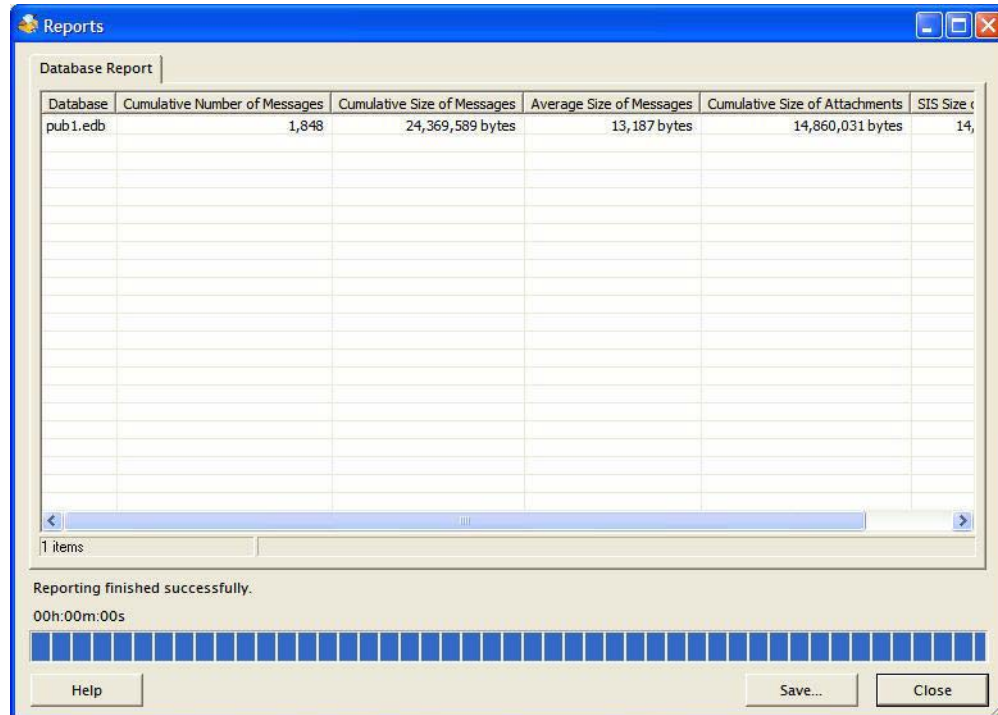 Reports
Database Report
Database Cumulative Number of Messages Cumulative Size of Messages Average Size of Messages Cumulative Size of Attachments SIS Size
pub1.edb 1,848 24,369,589 bytes 13,187 bytes 14,860,031 bytes 14,
1 items
Reporting finished successfully.
00h:00m:00s
Help Save... Close